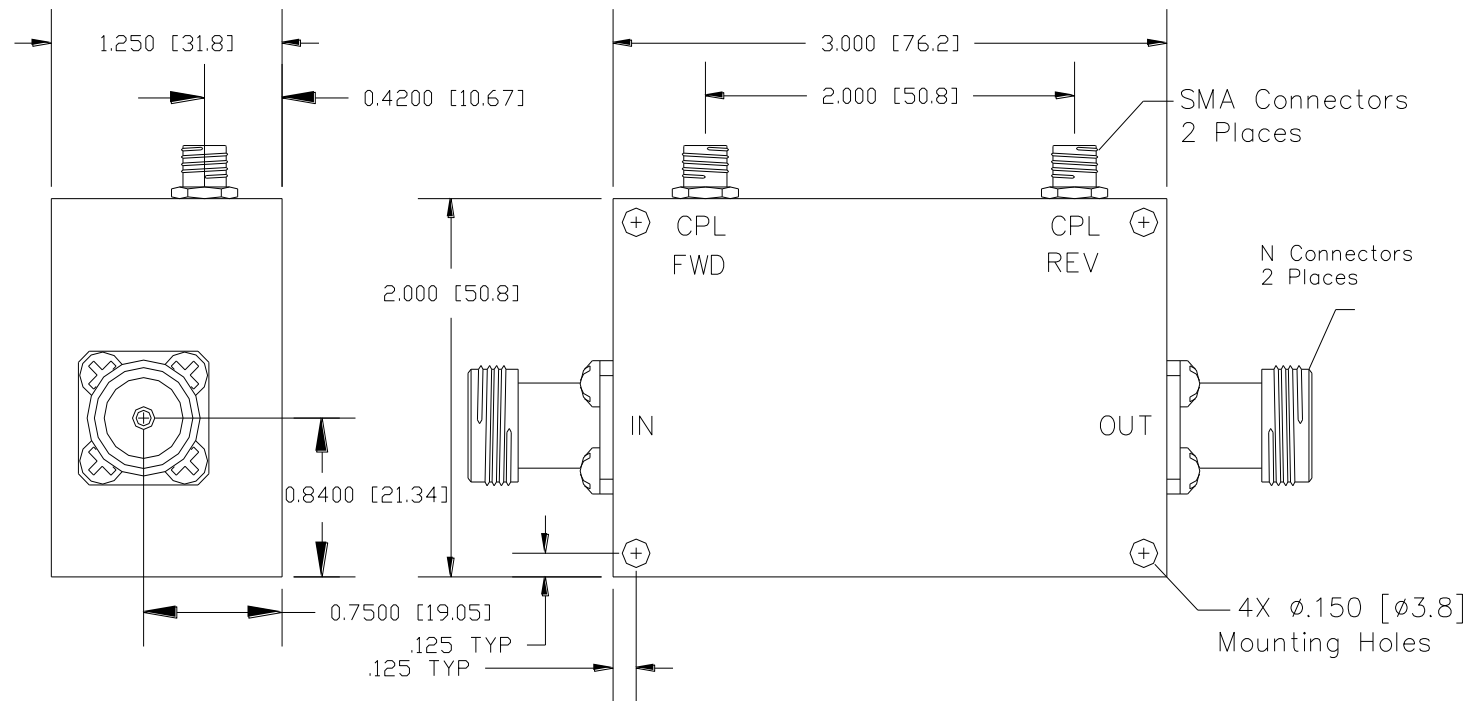 1.250 [31.8]
3.000 [76.2]
0.4200 [10.67]
2.000 [50.8]
SMA Connectors
2 Places
CPL
FWD
CPL
REV
N Connectors
2 Places
2.000 [50.8]
IN
OUT
0.8400 [21.34]
0.7500 [19.05]
.125 TYP
.125 TYP
4X ø.150 [ø3.8]
Mounting Holes